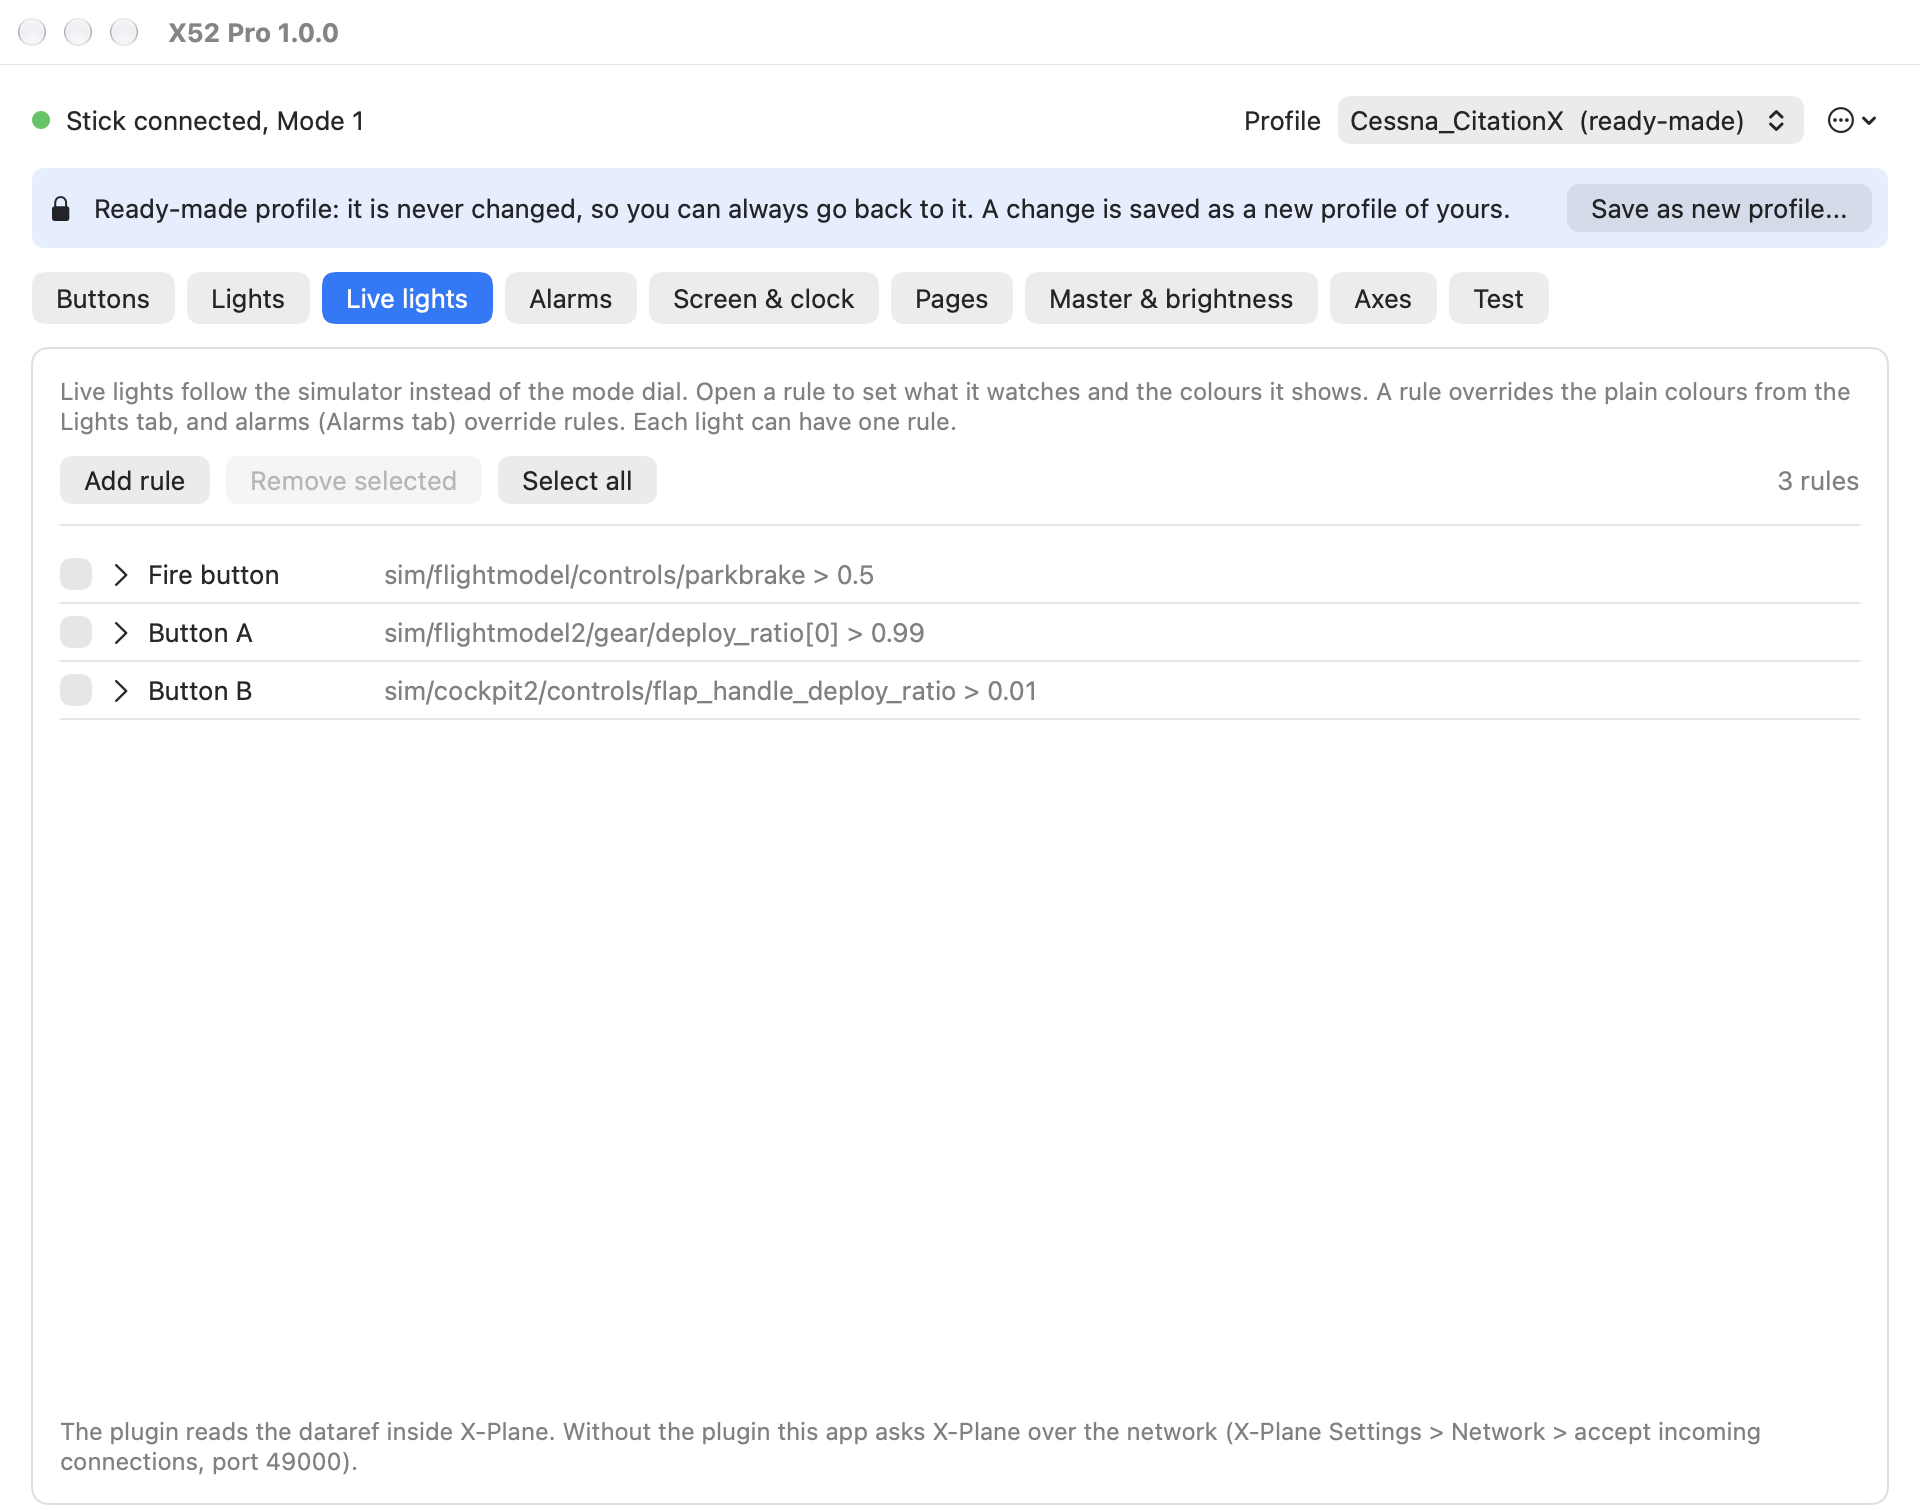 X52 Pro 1.0.0
Stick connected, Mode 1
Profile Cessna_CitationX (ready-made)
Ready-made profile: it is never changed, so you can always go back to it. A change is saved as a new profile of yours. Save as new profile...
Buttons Lights Live lights Alarms Screen & clock Pages Master & brightness Axes Test
Live lights follow the simulator instead of the mode dial. Open a rule to set what it watches and the colours it shows. A rule overrides the plain colours from the
Lights tab, and alarms (Alarms tab) override rules. Each light can have one rule.
Add rule Remove selected Select all 3 rules
Fire button sim/flightmodel/controls/parkbrake > 0.5
Button A sim/flightmodel2/gear/deploy_ratio[0] > 0.99
Button B sim/cockpit2/controls/flap_handle_deploy_ratio > 0.01
The plugin reads the dataref inside X-Plane. Without the plugin this app asks X-Plane over the network (X-Plane Settings > Network > accept incoming
connections, port 49000).